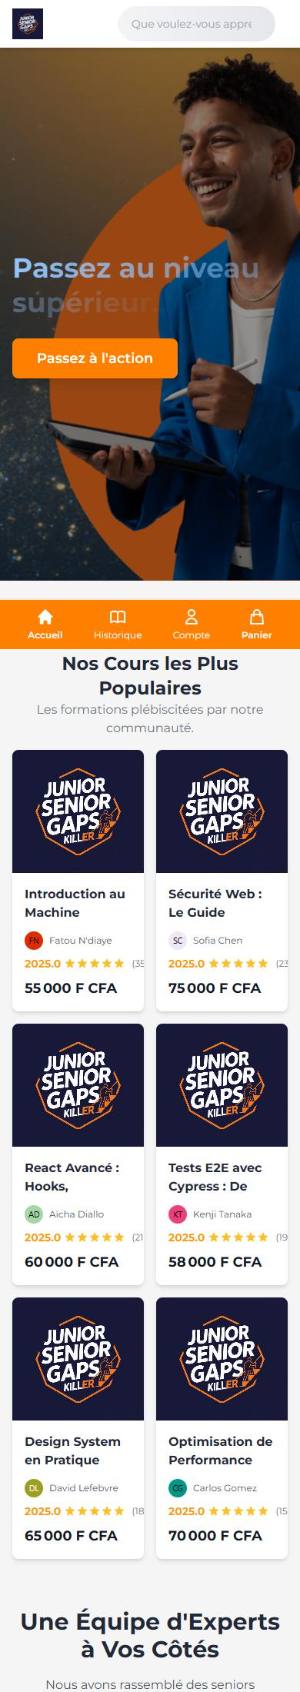 JUNIOR
SENIOR
GAPS
Que voulez-vous appre
Passez au niveau
supérieur.
Passez à l'action
Accueil Historique Compte Panier
Nos Cours les Plus
Populaires
Les formations plébiscitées par notre
communauté.
JUNIOR
SENIOR
GAPS
KILLER
Introduction au
Machine
FN Fatou N'diaye
2025.0 ★★★★★ (35
55 000 F CFA
JUNIOR
SENIOR
GAPS
KILLER
Sécurité Web :
Le Guide
SC Sofia Chen
2025.0 ★★★★★ (23
75 000 F CFA
JUNIOR
SENIOR
GAPS
KILLER
React Avancé :
Hooks,
AD Aicha Diallo
2025.0 ★★★★★ (21
60 000 F CFA
JUNIOR
SENIOR
GAPS
KILLER
Tests E2E avec
Cypress : De
KT Kenji Tanaka
2025.0 ★★★★★ (19
58 000 F CFA
JUNIOR
SENIOR
GAPS
KILLER
Design System
en Pratique
DL David Lefebvre
2025.0 ★★★★★ (18
65 000 F CFA
JUNIOR
SENIOR
GAPS
KILLER
Optimisation de
Performance
CG Carlos Gomez
2025.0 ★★★★★ (15
70 000 F CFA
Une Équipe d'Experts
à Vos Côtés
Nous avons rassemblé des seniors